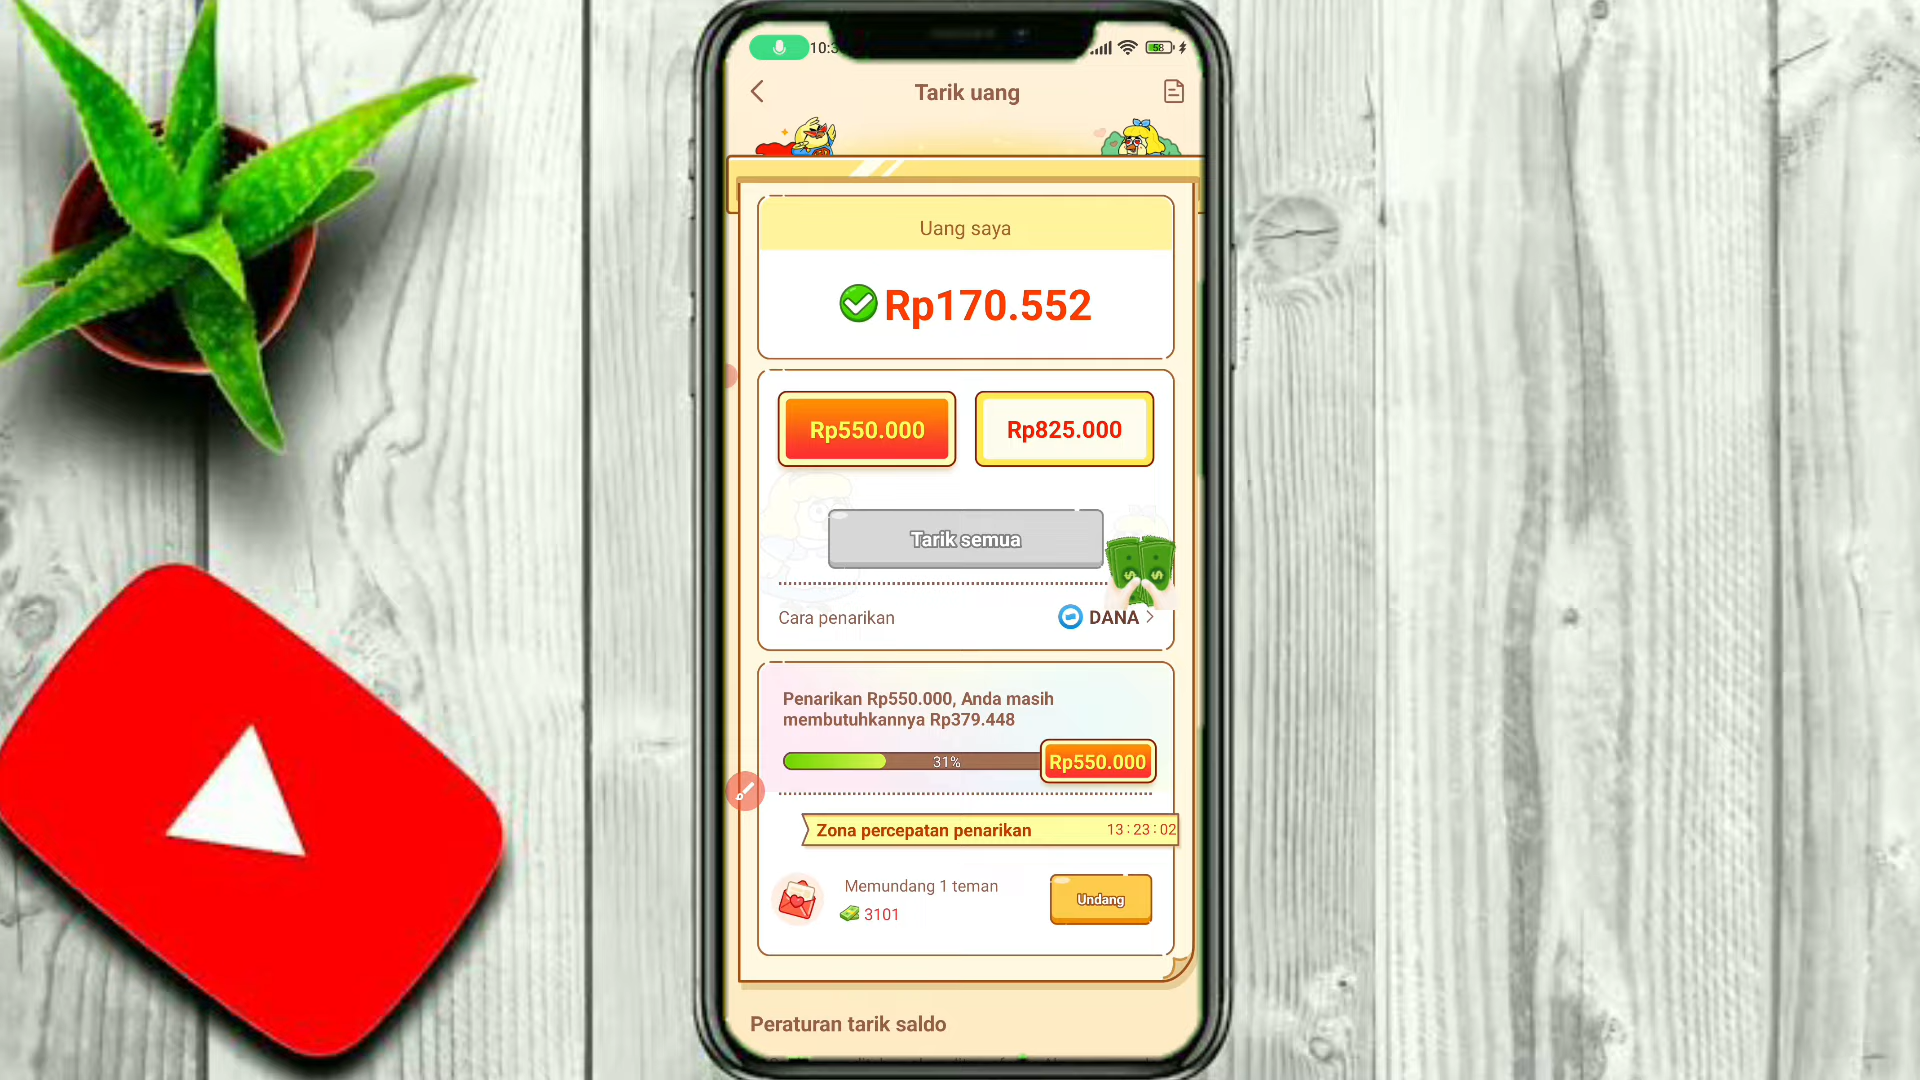 10:3
58
Tarik uang
Uang saya
Rp170.552
Rp550.000
Rp825.000
Tarik semua
Cara penarikan
DANA
Penarikan Rp550.000, Anda masih
membutuhkannya Rp379.448
31%
Rp550.000
Zona percepatan penarikan
13:23:02
Memundang 1 teman
3101
Undang
Peraturan tarik saldo